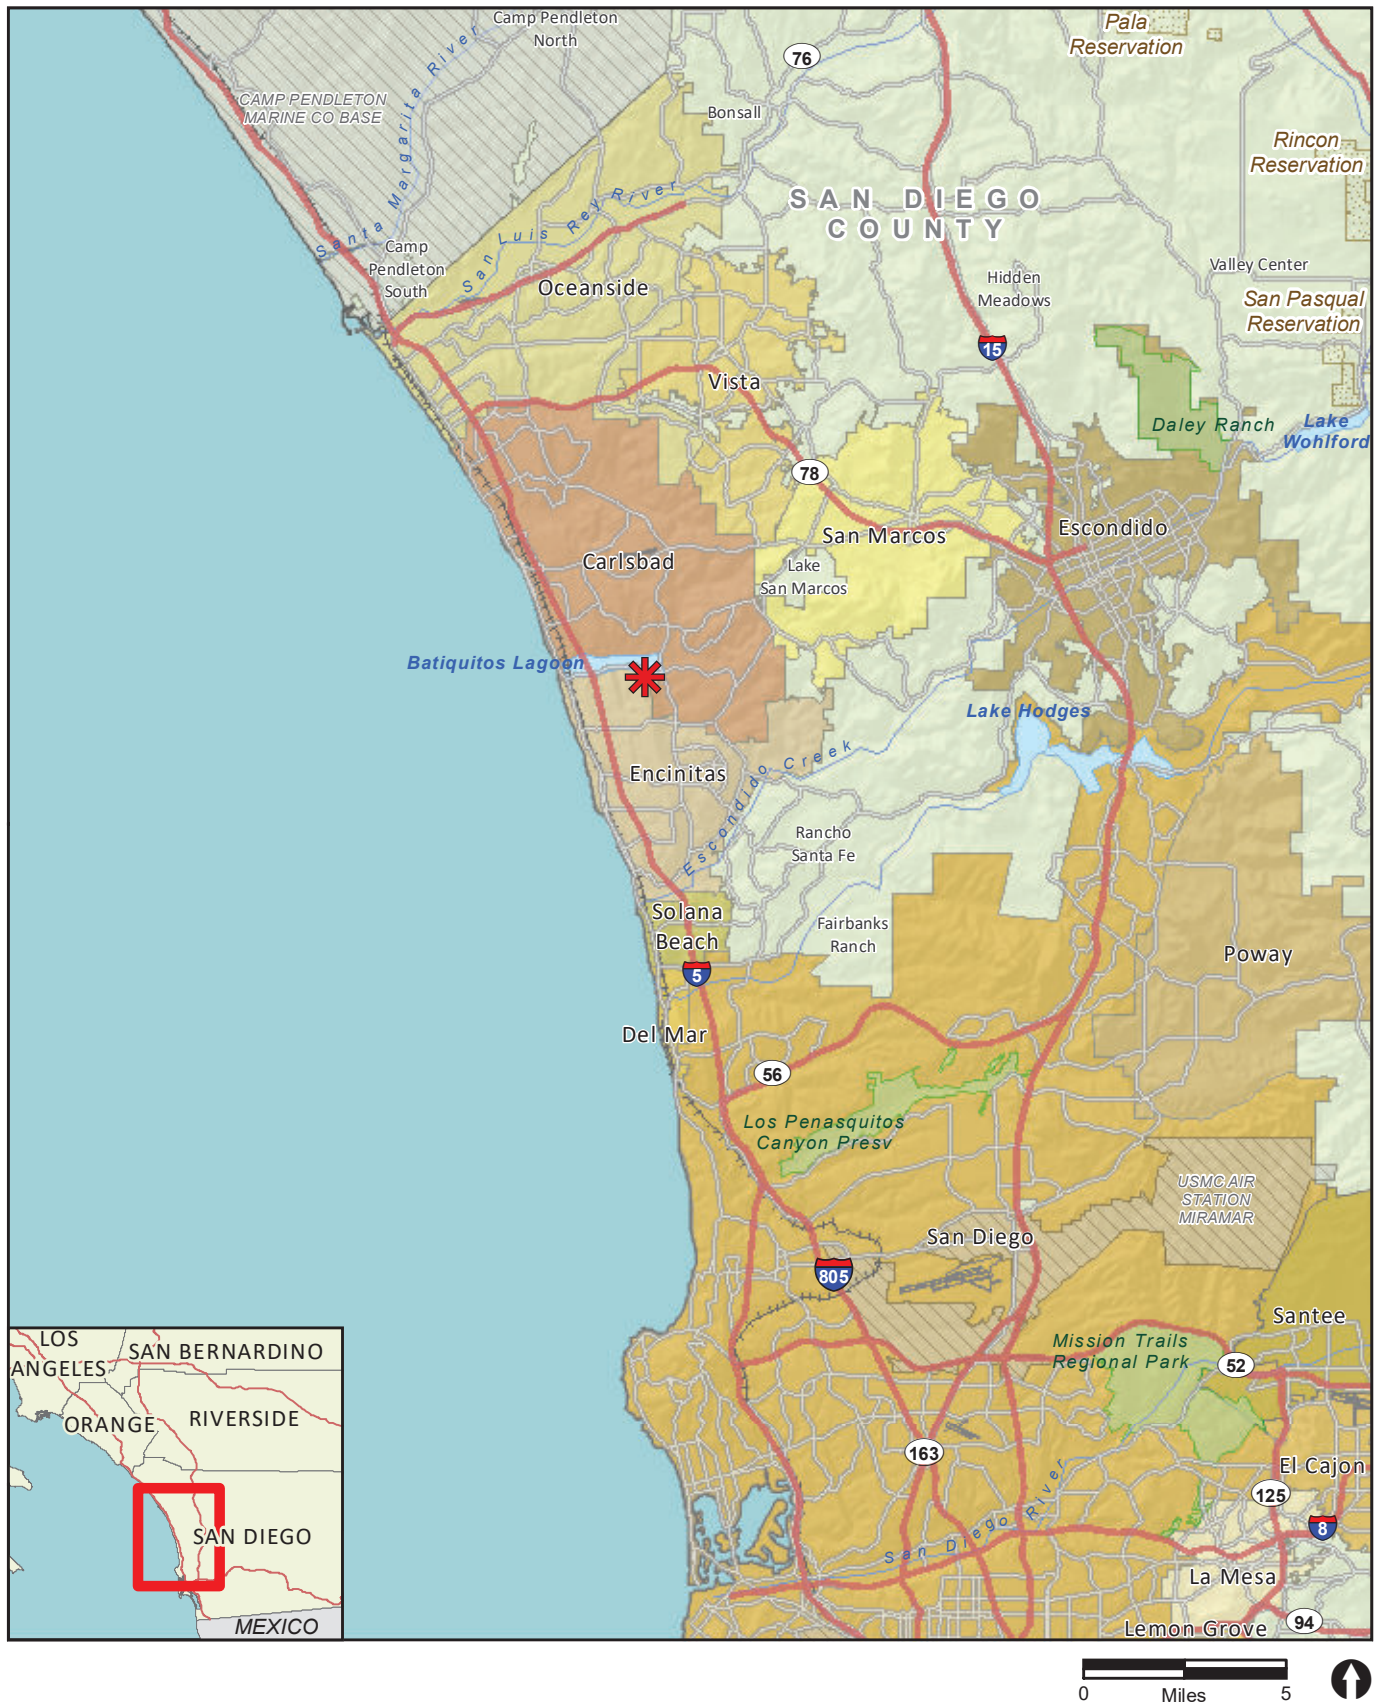 Camp Pendleton
North
Pala
Reservation
76
CAMP PENDLETON
MARINE CO BASE
Santa Margarita River
Bonsall
Rincon
Reservation
SAN DIEGO
COUNTY
San Luis Rey River
Camp
Pendleton
South
Valley Center
Hidden
Meadows
Oceanside
San Pasqual
Reservation
15
Vista
Daley Ranch
Lake
Wohlford
78
San Marcos
Escondido
Carlsbad
Lake
San Marcos
Batiquitos Lagoon
Lake Hodges
Encinitas
Escondido Creek
Rancho
Santa Fe
Solana
Beach
Fairbanks
Ranch
Poway
5
Del Mar
56
Los Penasquitos
Canyon Presv
USMC AIR
STATION
MIRAMAR
San Diego
805
Santee
Mission Trails
Regional Park
52
163
El Cajon
125
8
San Diego River
La Mesa
Lemon Grove
94
LOS
ANGELES
SAN BERNARDINO
ORANGE
RIVERSIDE
SAN DIEGO
MEXICO
0 Miles 5